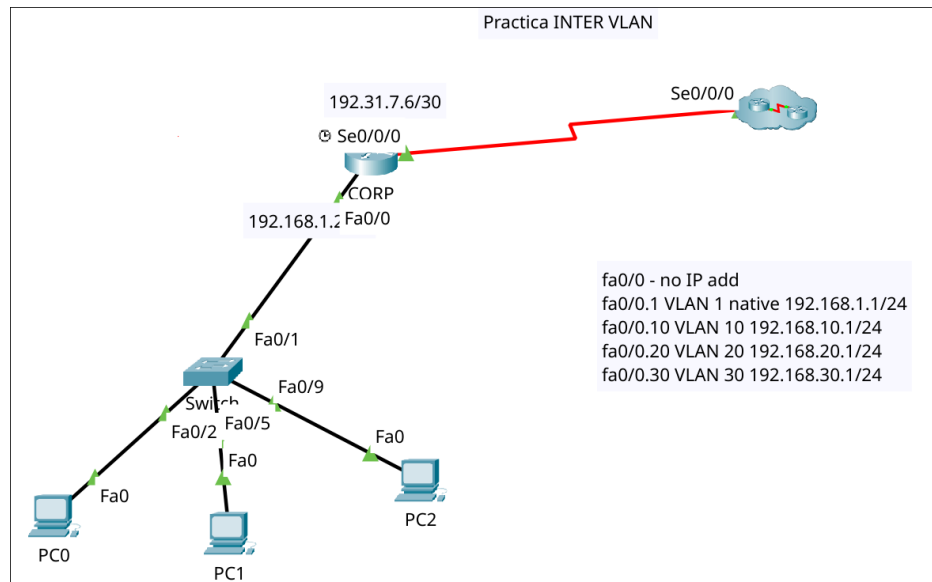 Practica INTER VLAN
192.31.7.6/30
Se0/0/0
Se0/0/0
CORP
192.168.1.2
Fa0/0
fa0/0 - no IP add
fa0/0.1 VLAN 1 native 192.168.1.1/24
fa0/0.10 VLAN 10 192.168.10.1/24
fa0/0.20 VLAN 20 192.168.20.1/24
fa0/0.30 VLAN 30 192.168.30.1/24
Fa0/1
Switch
Fa0/9
Fa0/2
Fa0/5
Fa0
Fa0
Fa0
PC2
PC0
PC1